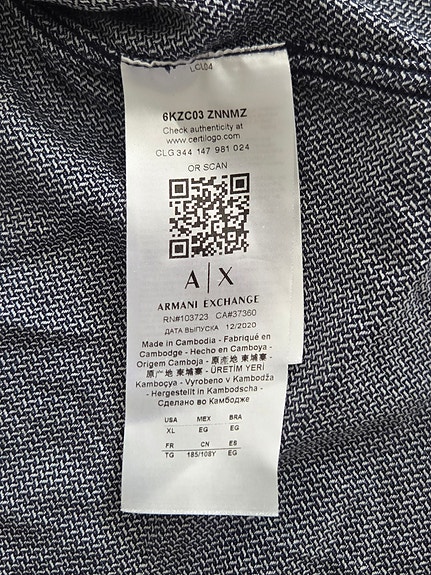 LCL04
6KZC03 ZNNMZ
Check authenticity at
www.certilogo.com
CLG 344 147 981 024
OR SCAN
A|X
ARMANI EXCHANGE
RN#103723 CA#37360
ДАТА ВЫПУСКА 12/2020
Made in Cambodia - Fabriqué en
Cambodge - Hecho en Camboya -
Origem Camboja - 原產地 柬埔寨 -
原产地 柬埔寨 - ÜRETİM YERİ
Kamboçya - Vyrobeno v Kambodža
- Hergestellt in Kambodscha -
Сделано во Камбодже
USA MEX BRA
XL EG EG
FR CN ES
TG 185/108Y EG